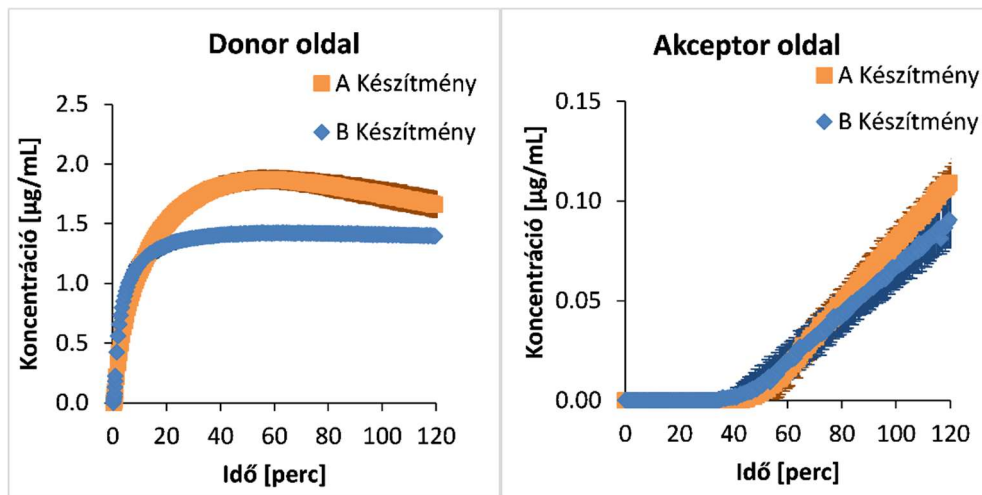 Donor oldal
A Készítmény
B Készítmény
Koncentráció [µg/mL]
2.5
2.0
1.5
1.0
0.5
0.0
0 20 40 60 80 100 120
Idő [perc]
Akceptor oldal
A Készítmény
B Készítmény
Koncentráció [µg/mL]
0.15
0.10
0.05
0.00
0 20 40 60 80 100 120
Idő [perc]